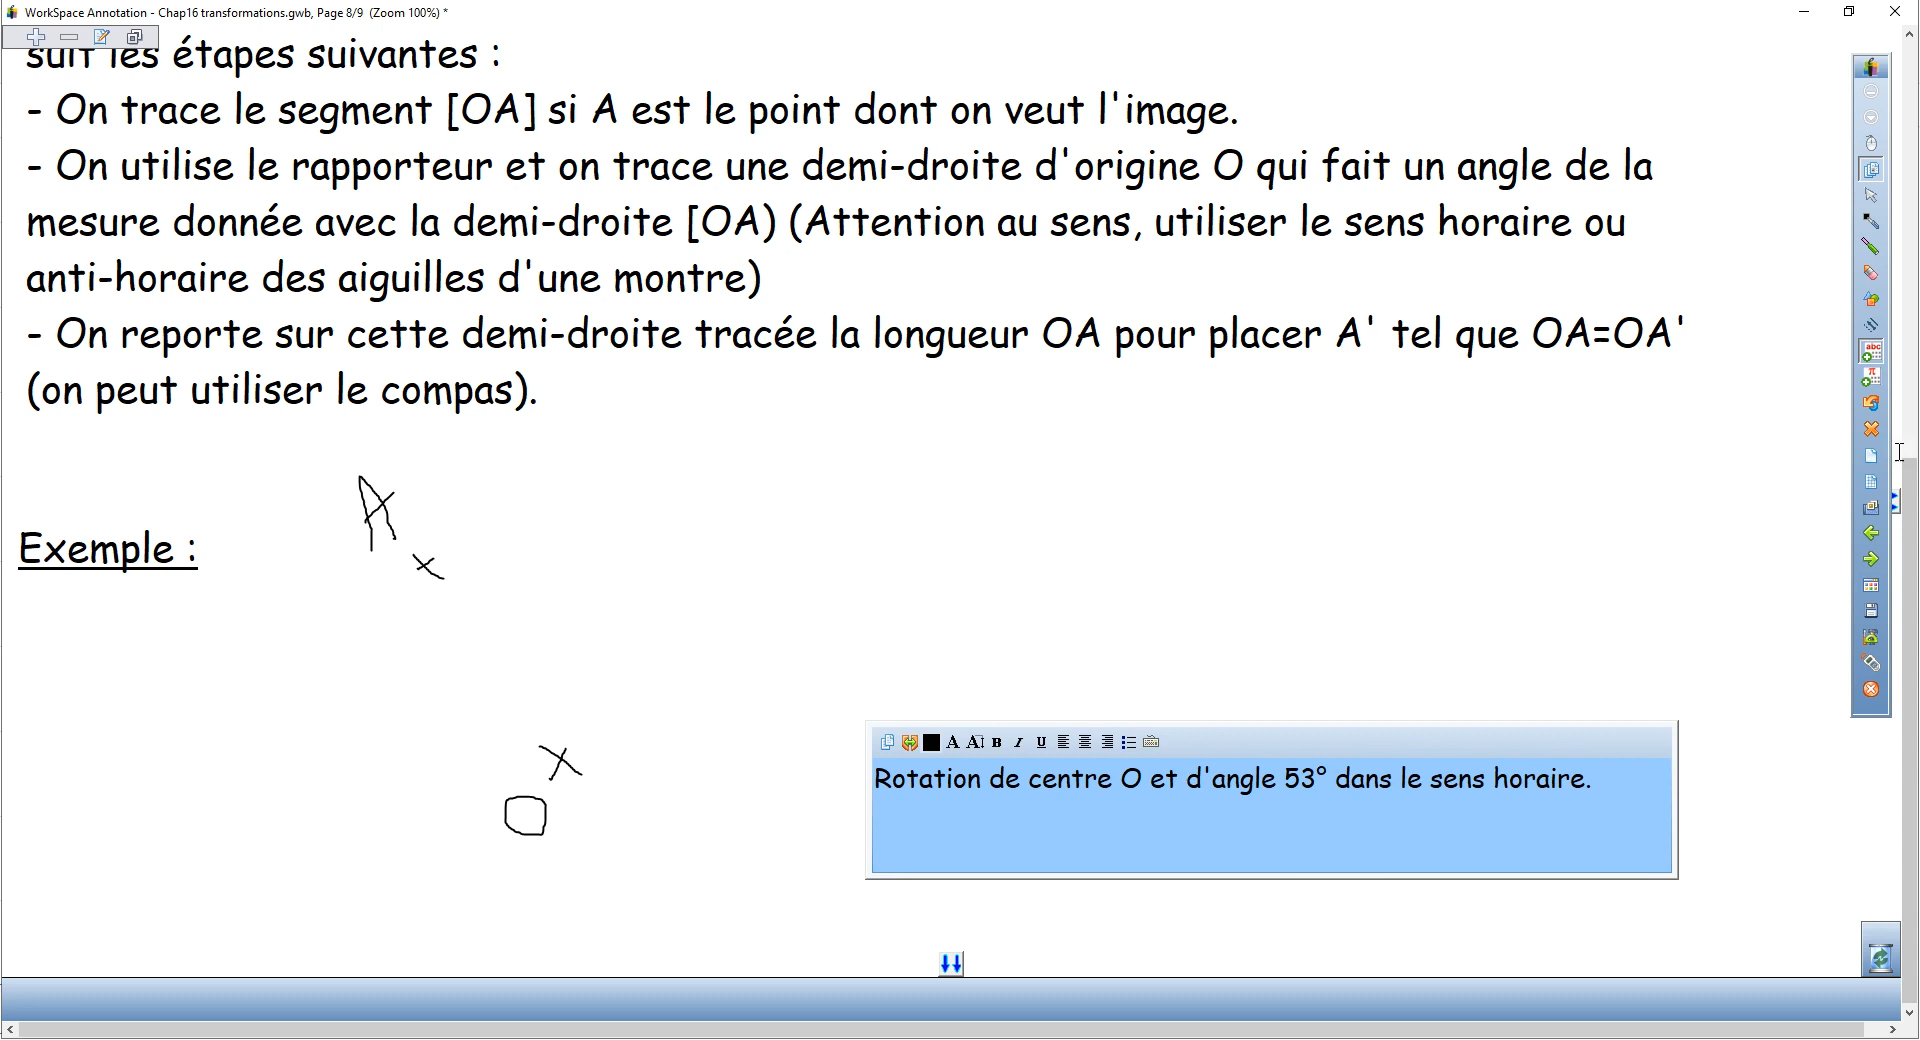 WorkSpace Annotation - Chap16 transformations.gwb, Page 8/9 (Zoom 100%) *
suit les étapes suivantes :
- On trace le segment [OA] si A est le point dont on veut l'image.
- On utilise le rapporteur et on trace une demi-droite d'origine O qui fait un angle de la
mesure donnée avec la demi-droite [OA) (Attention au sens, utiliser le sens horaire ou
anti-horaire des aiguilles d'une montre)
- On reporte sur cette demi-droite tracée la longueur OA pour placer A' tel que OA=OA'
(on peut utiliser le compas).
A
Exemple :
O
Rotation de centre O et d'angle 53° dans le sens horaire.